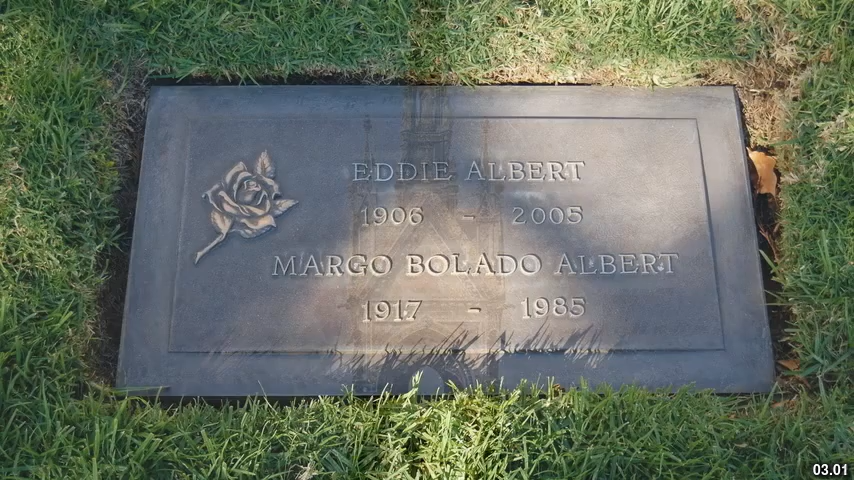 EDDIE ALBERT
1906 - 2005
MARGO BOLADO ALBERT
1917 - 1985
03.01